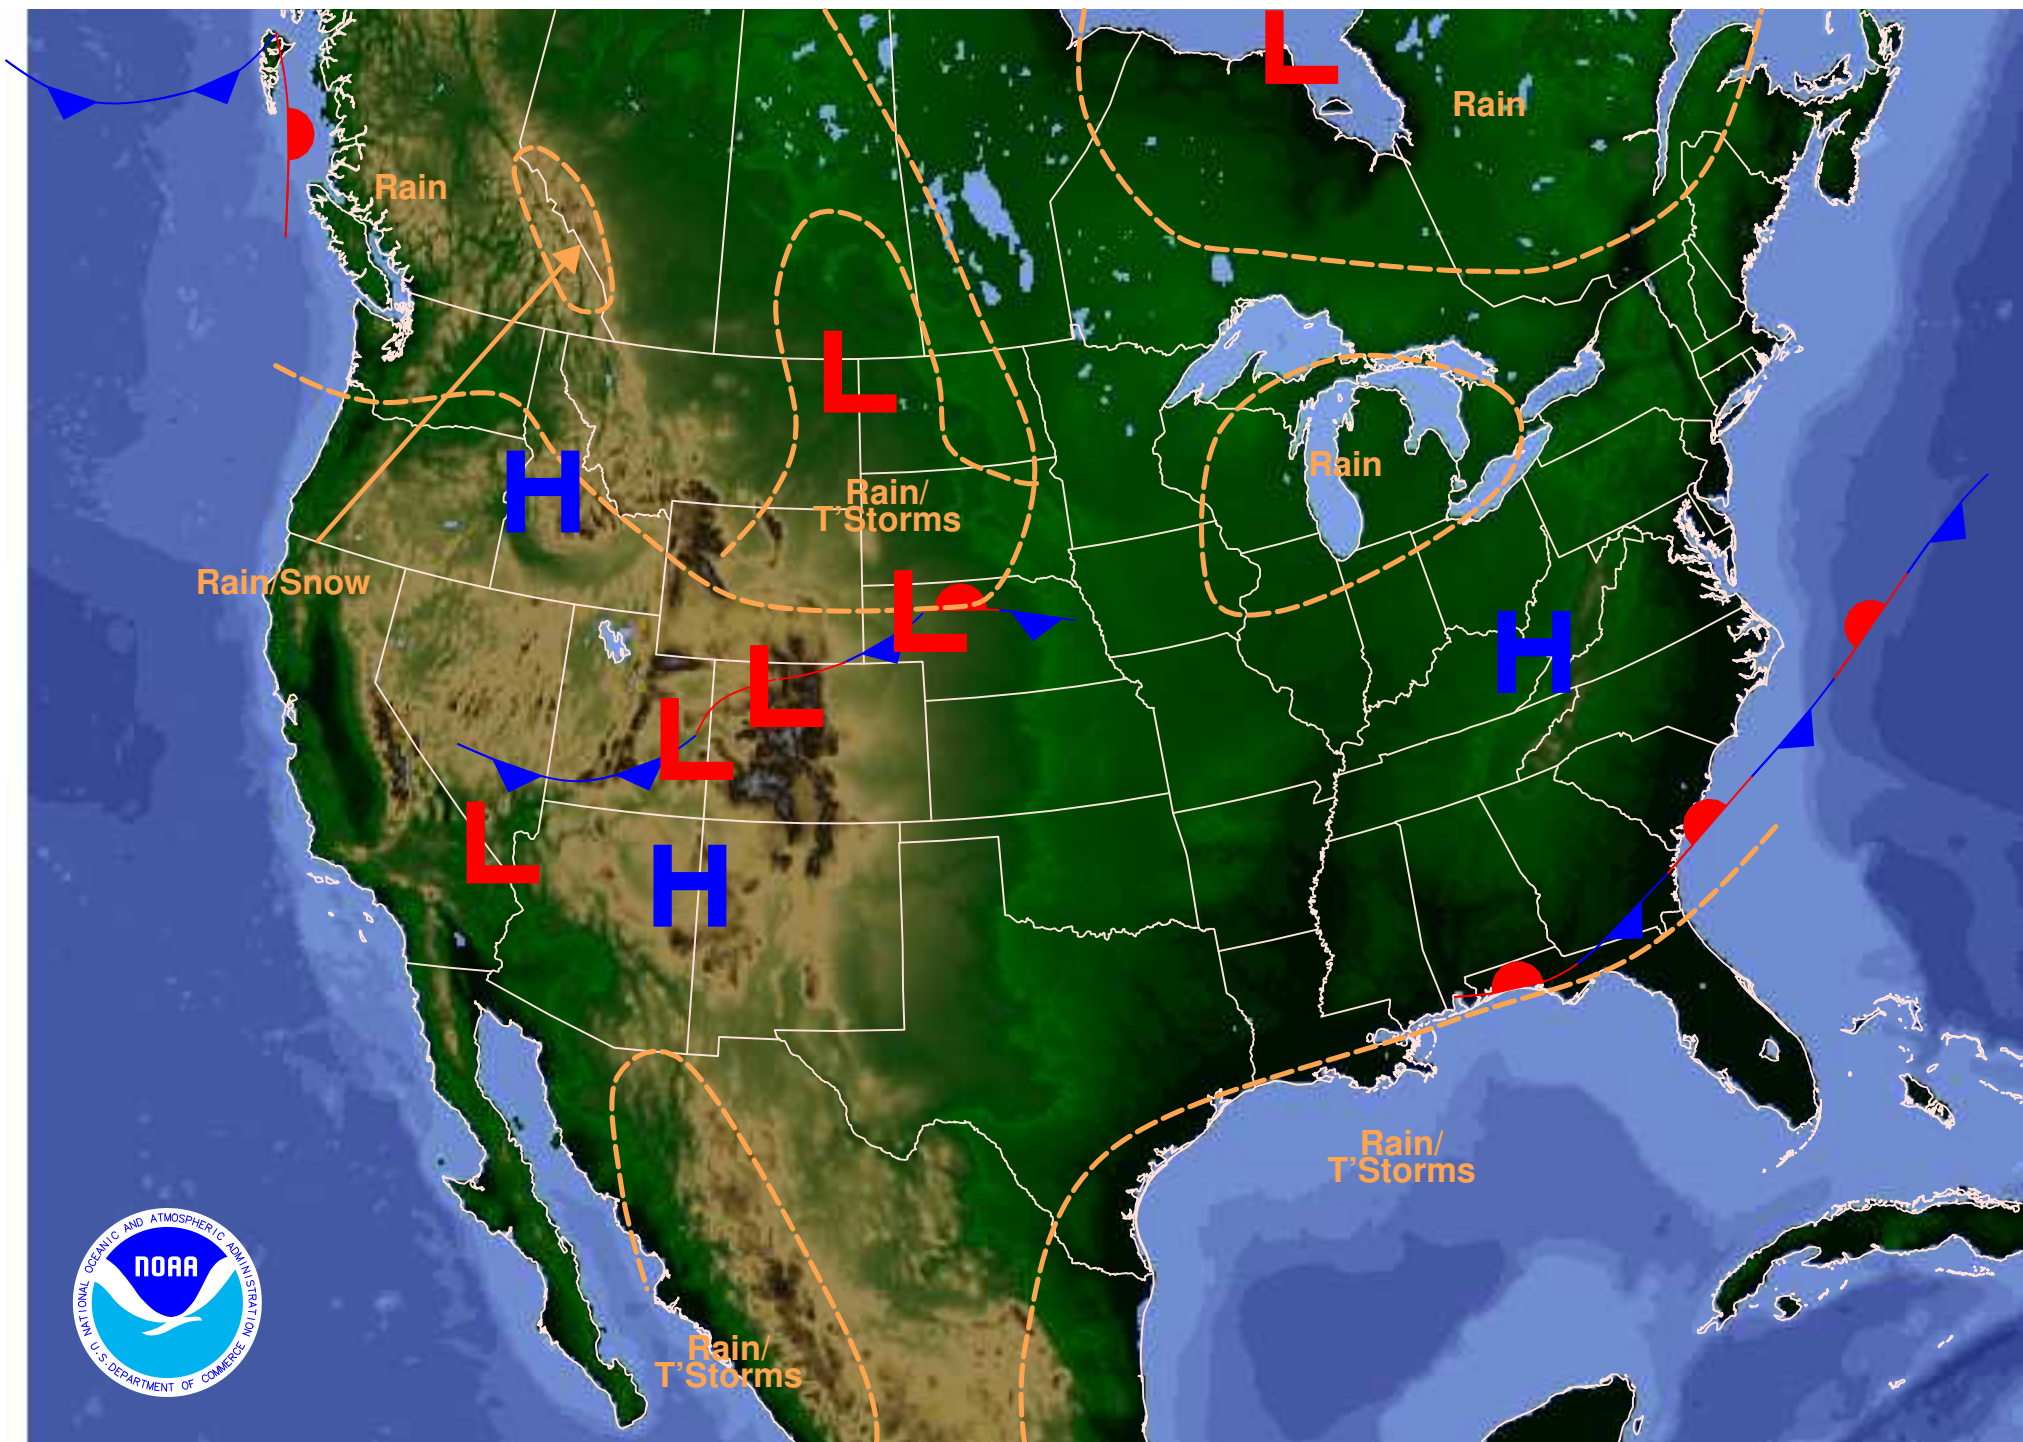 L
Rain
Rain
L
H
Rain
Rain/
T'Storms
Rain/Snow
L
H
L
L
L
H
Rain/
T'Storms
Rain/
T'Storms
NATIONAL OCEANIC AND ATMOSPHERIC ADMINISTRATION
NOAA
U.S. DEPARTMENT OF COMMERCE